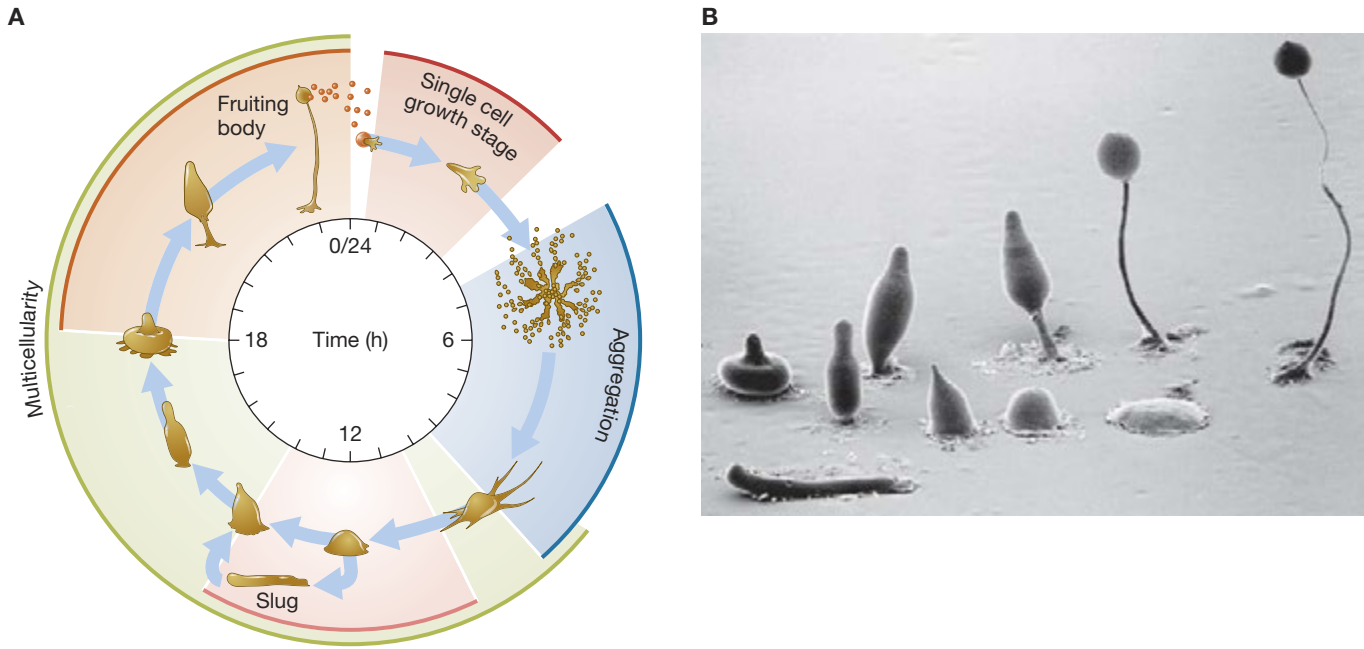 A
Single cell
growth stage
Fruiting
body
0/24
Time (h)
18
6
12
Aggregation
Multicellularity
Slug
B